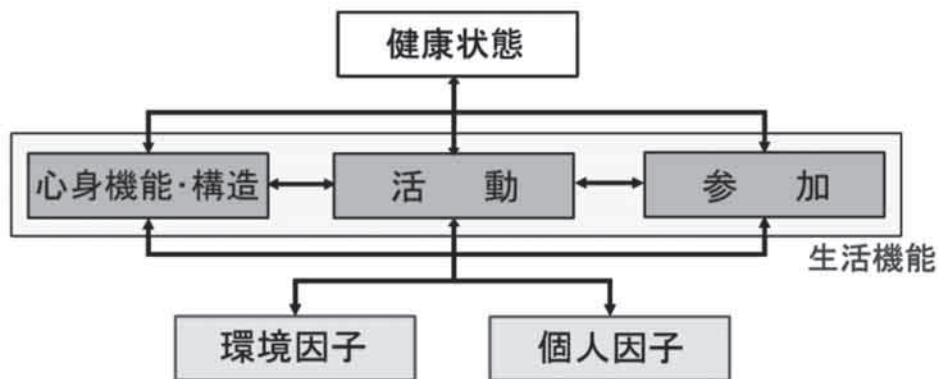 健康状態
心身機能・構造
活 動
参 加
生活機能
環境因子
個人因子